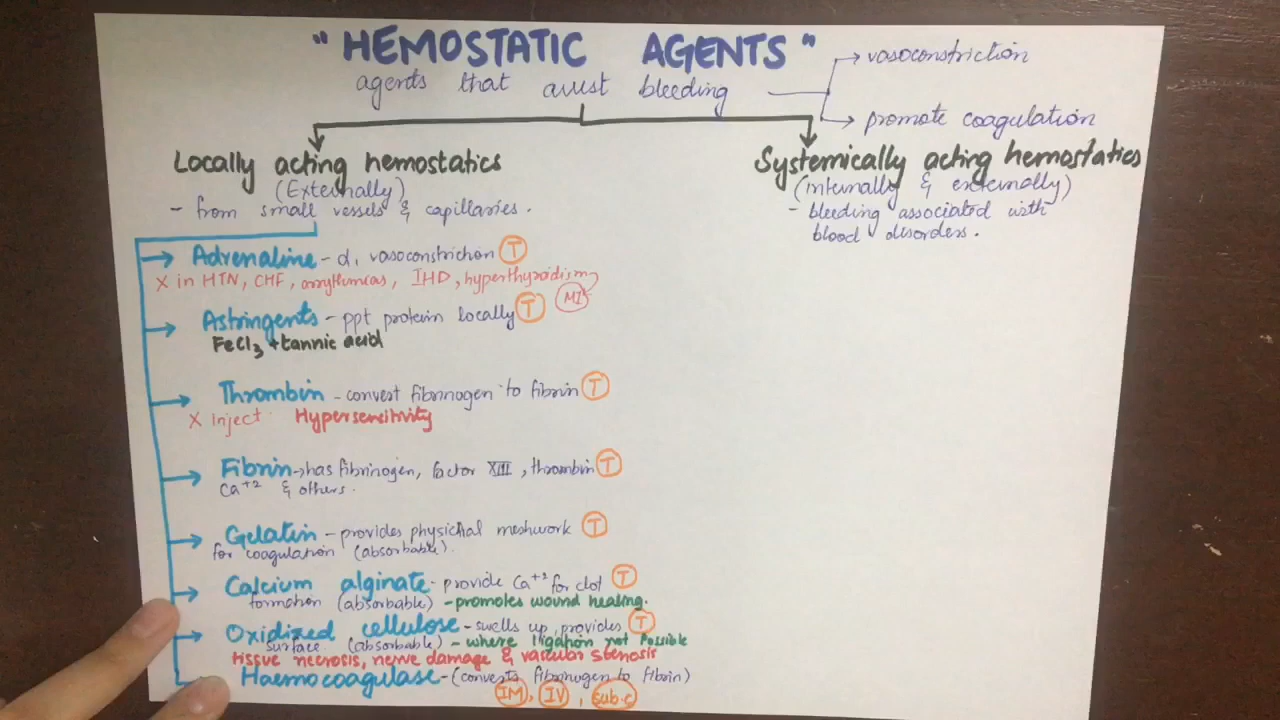 "HEMOSTATIC AGENTS"
agents that arrest bleeding
vasoconstriction
promote coagulation
Locally acting hemostatics
(Externally)
- from small vessels & capillaries.
Systemically acting hemostatics
(internally & externally)
- bleeding associated with
blood disorders.
Adrenaline - α, vasoconstriction T
X in HTN, CHF, arrythmias, IHD, hyperthyroidism
MI
Astringents - ppt protein locally T
FeCl3 + tannic acid
Thrombin - convert fibrinogen to fibrin T
X Inject Hypersensitivity
Fibrin → has fibrinogen, factor XIII, thrombin T
Ca+2 & others.
Gelatin - provides physical meshwork T
for coagulation (absorbable).
Calcium alginate - provide Ca+2 for clot T
formation (absorbable) - promotes wound healing.
Oxidized cellulose - swells up, provides T
surface (absorbable) - where ligation not possible
tissue necrosis, nerve damage & vascular stenosis
Haemocoagulase - (converts fibrinogen to fibrin)
IM, IV, sub.c